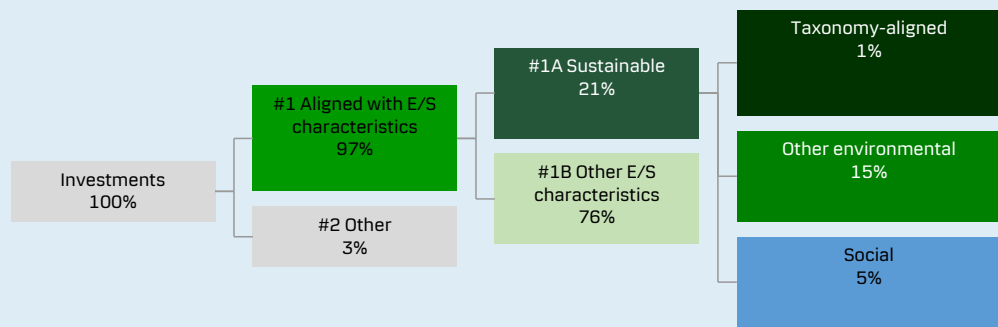 Investments
100%
#1 Aligned with E/S
characteristics
97%
#2 Other
3%
#1A Sustainable
21%
#1B Other E/S
characteristics
76%
Taxonomy-aligned
1%
Other environmental
15%
Social
5%